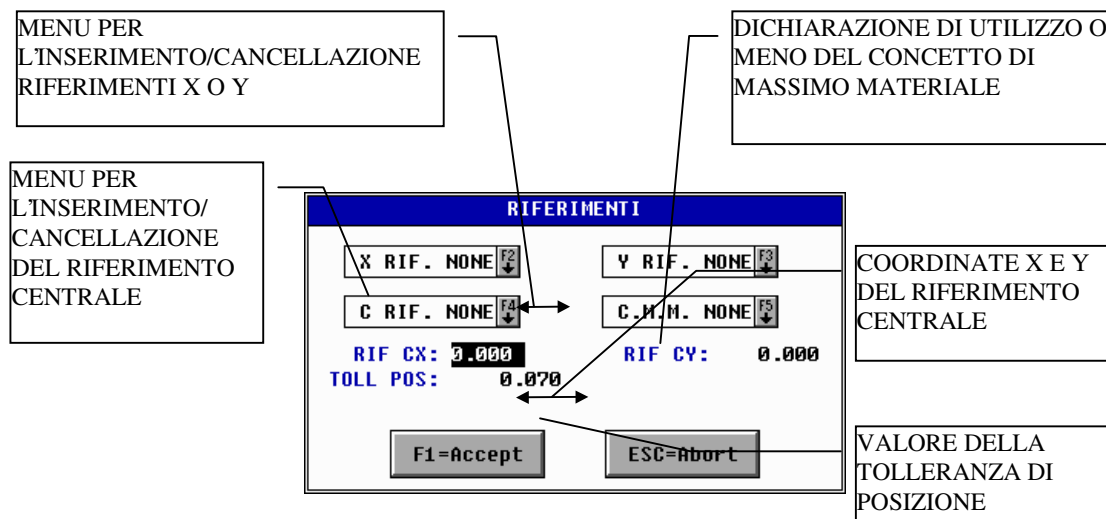 MENU PER
L'INSERIMENTO/CANCELLAZIONE
RIFERIMENTI X O Y
DICHIARAZIONE DI UTILIZZO O
MENO DEL CONCETTO DI
MASSIMO MATERIALE
MENU PER
L'INSERIMENTO/
CANCELLAZIONE
DEL RIFERIMENTO
CENTRALE
RIFERIMENTI
X RIF. NONE F2
Y RIF. NONE F3
C RIF. NONE F4
C.M.M. NONE F5
RIF CX: 0.000
RIF CY: 0.000
TOLL POS: 0.070
F1=Accept
ESC=Abort
COORDINATE X E Y
DEL RIFERIMENTO
CENTRALE
VALORE DELLA
TOLLERANZA DI
POSIZIONE